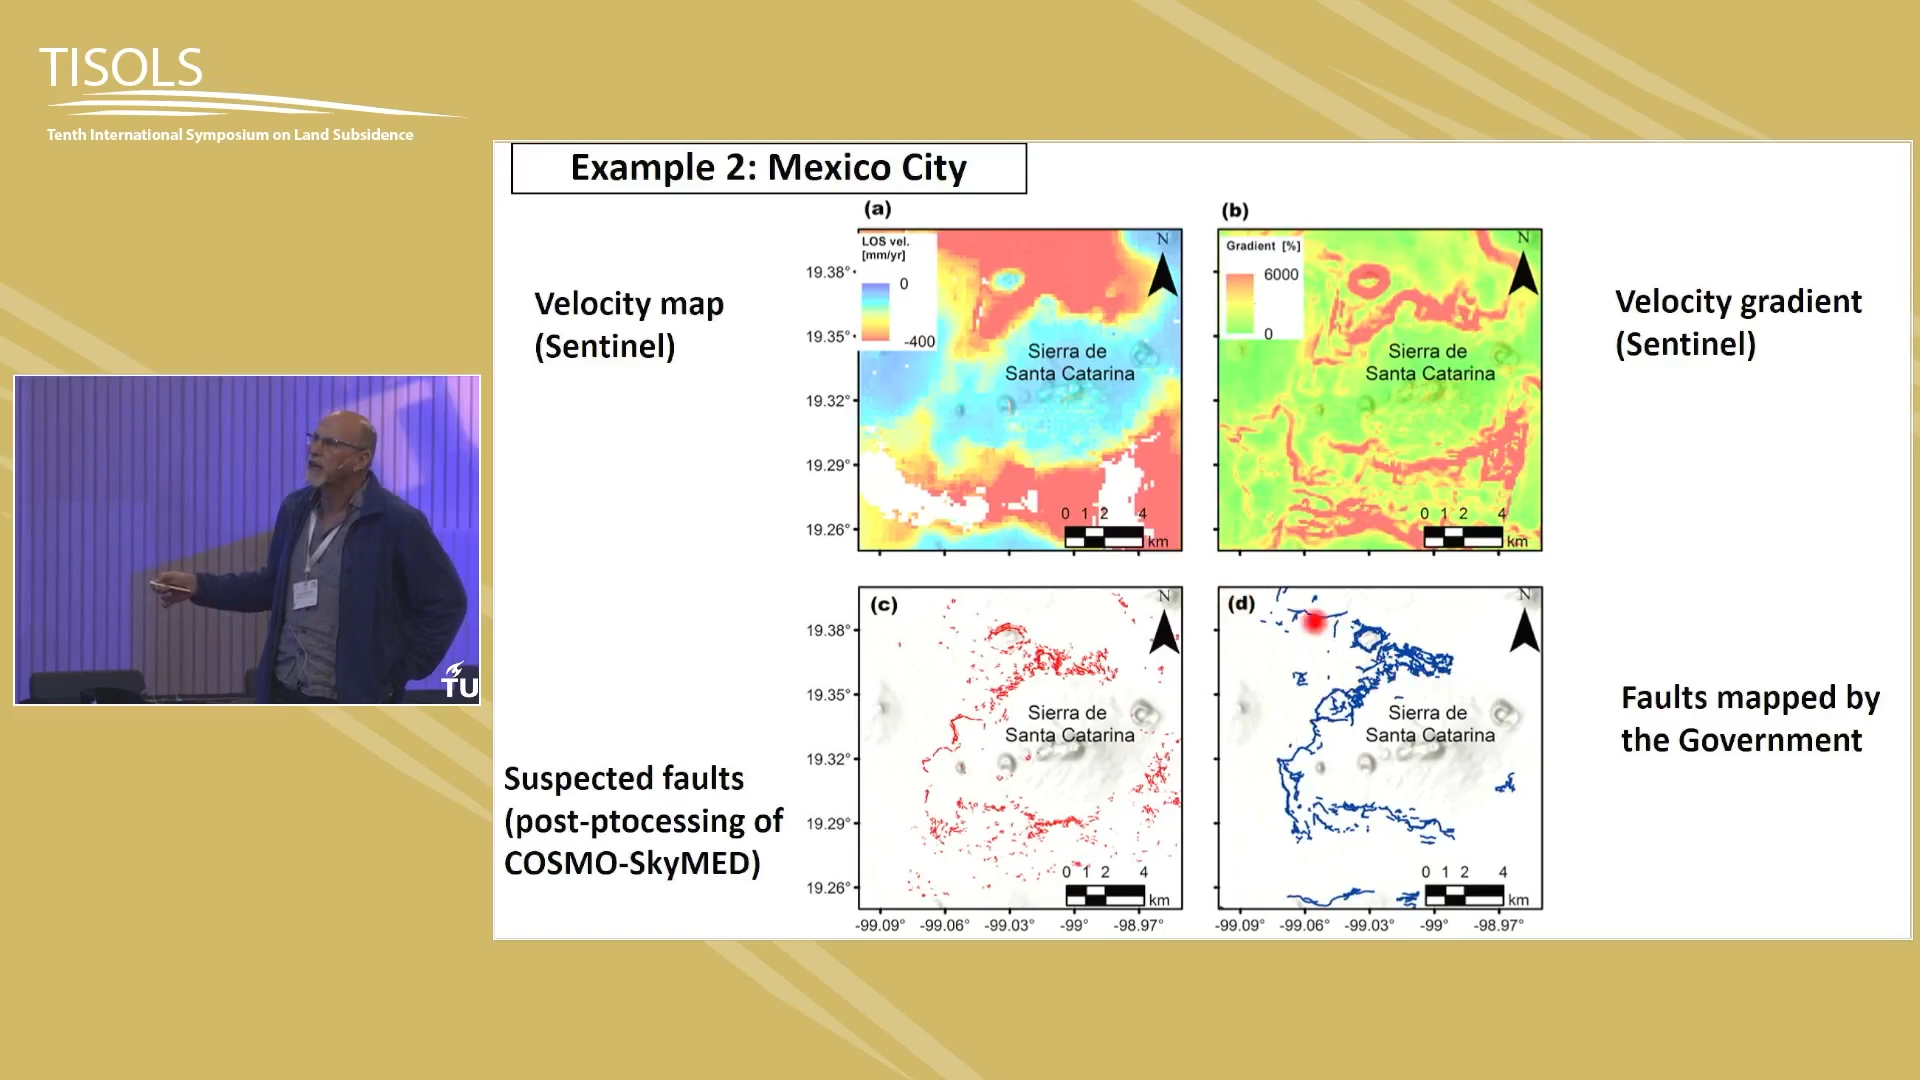 TISOLS
Tenth International Symposium on Land Subsidence
Example 2: Mexico City
Velocity map
(Sentinel)
(a)
LOS vel.
[mm/yr]
0
-400
N
19.38°
19.35°
19.32°
19.29°
19.26°
Sierra de
Santa Catarina
0 1 2 4
km
(b)
Gradient [%]
6000
0
N
Sierra de
Santa Catarina
0 1 2 4
km
Velocity gradient
(Sentinel)
TU
Suspected faults
(post-ptocessing of
COSMO-SkyMED)
(c)
N
19.38°
19.35°
19.32°
19.29°
19.26°
Sierra de
Santa Catarina
0 1 2 4
km
-99.09° -99.06° -99.03° -99° -98.97°
(d)
N
Sierra de
Santa Catarina
0 1 2 4
km
-99.09° -99.06° -99.03° -99° -98.97°
Faults mapped by
the Government